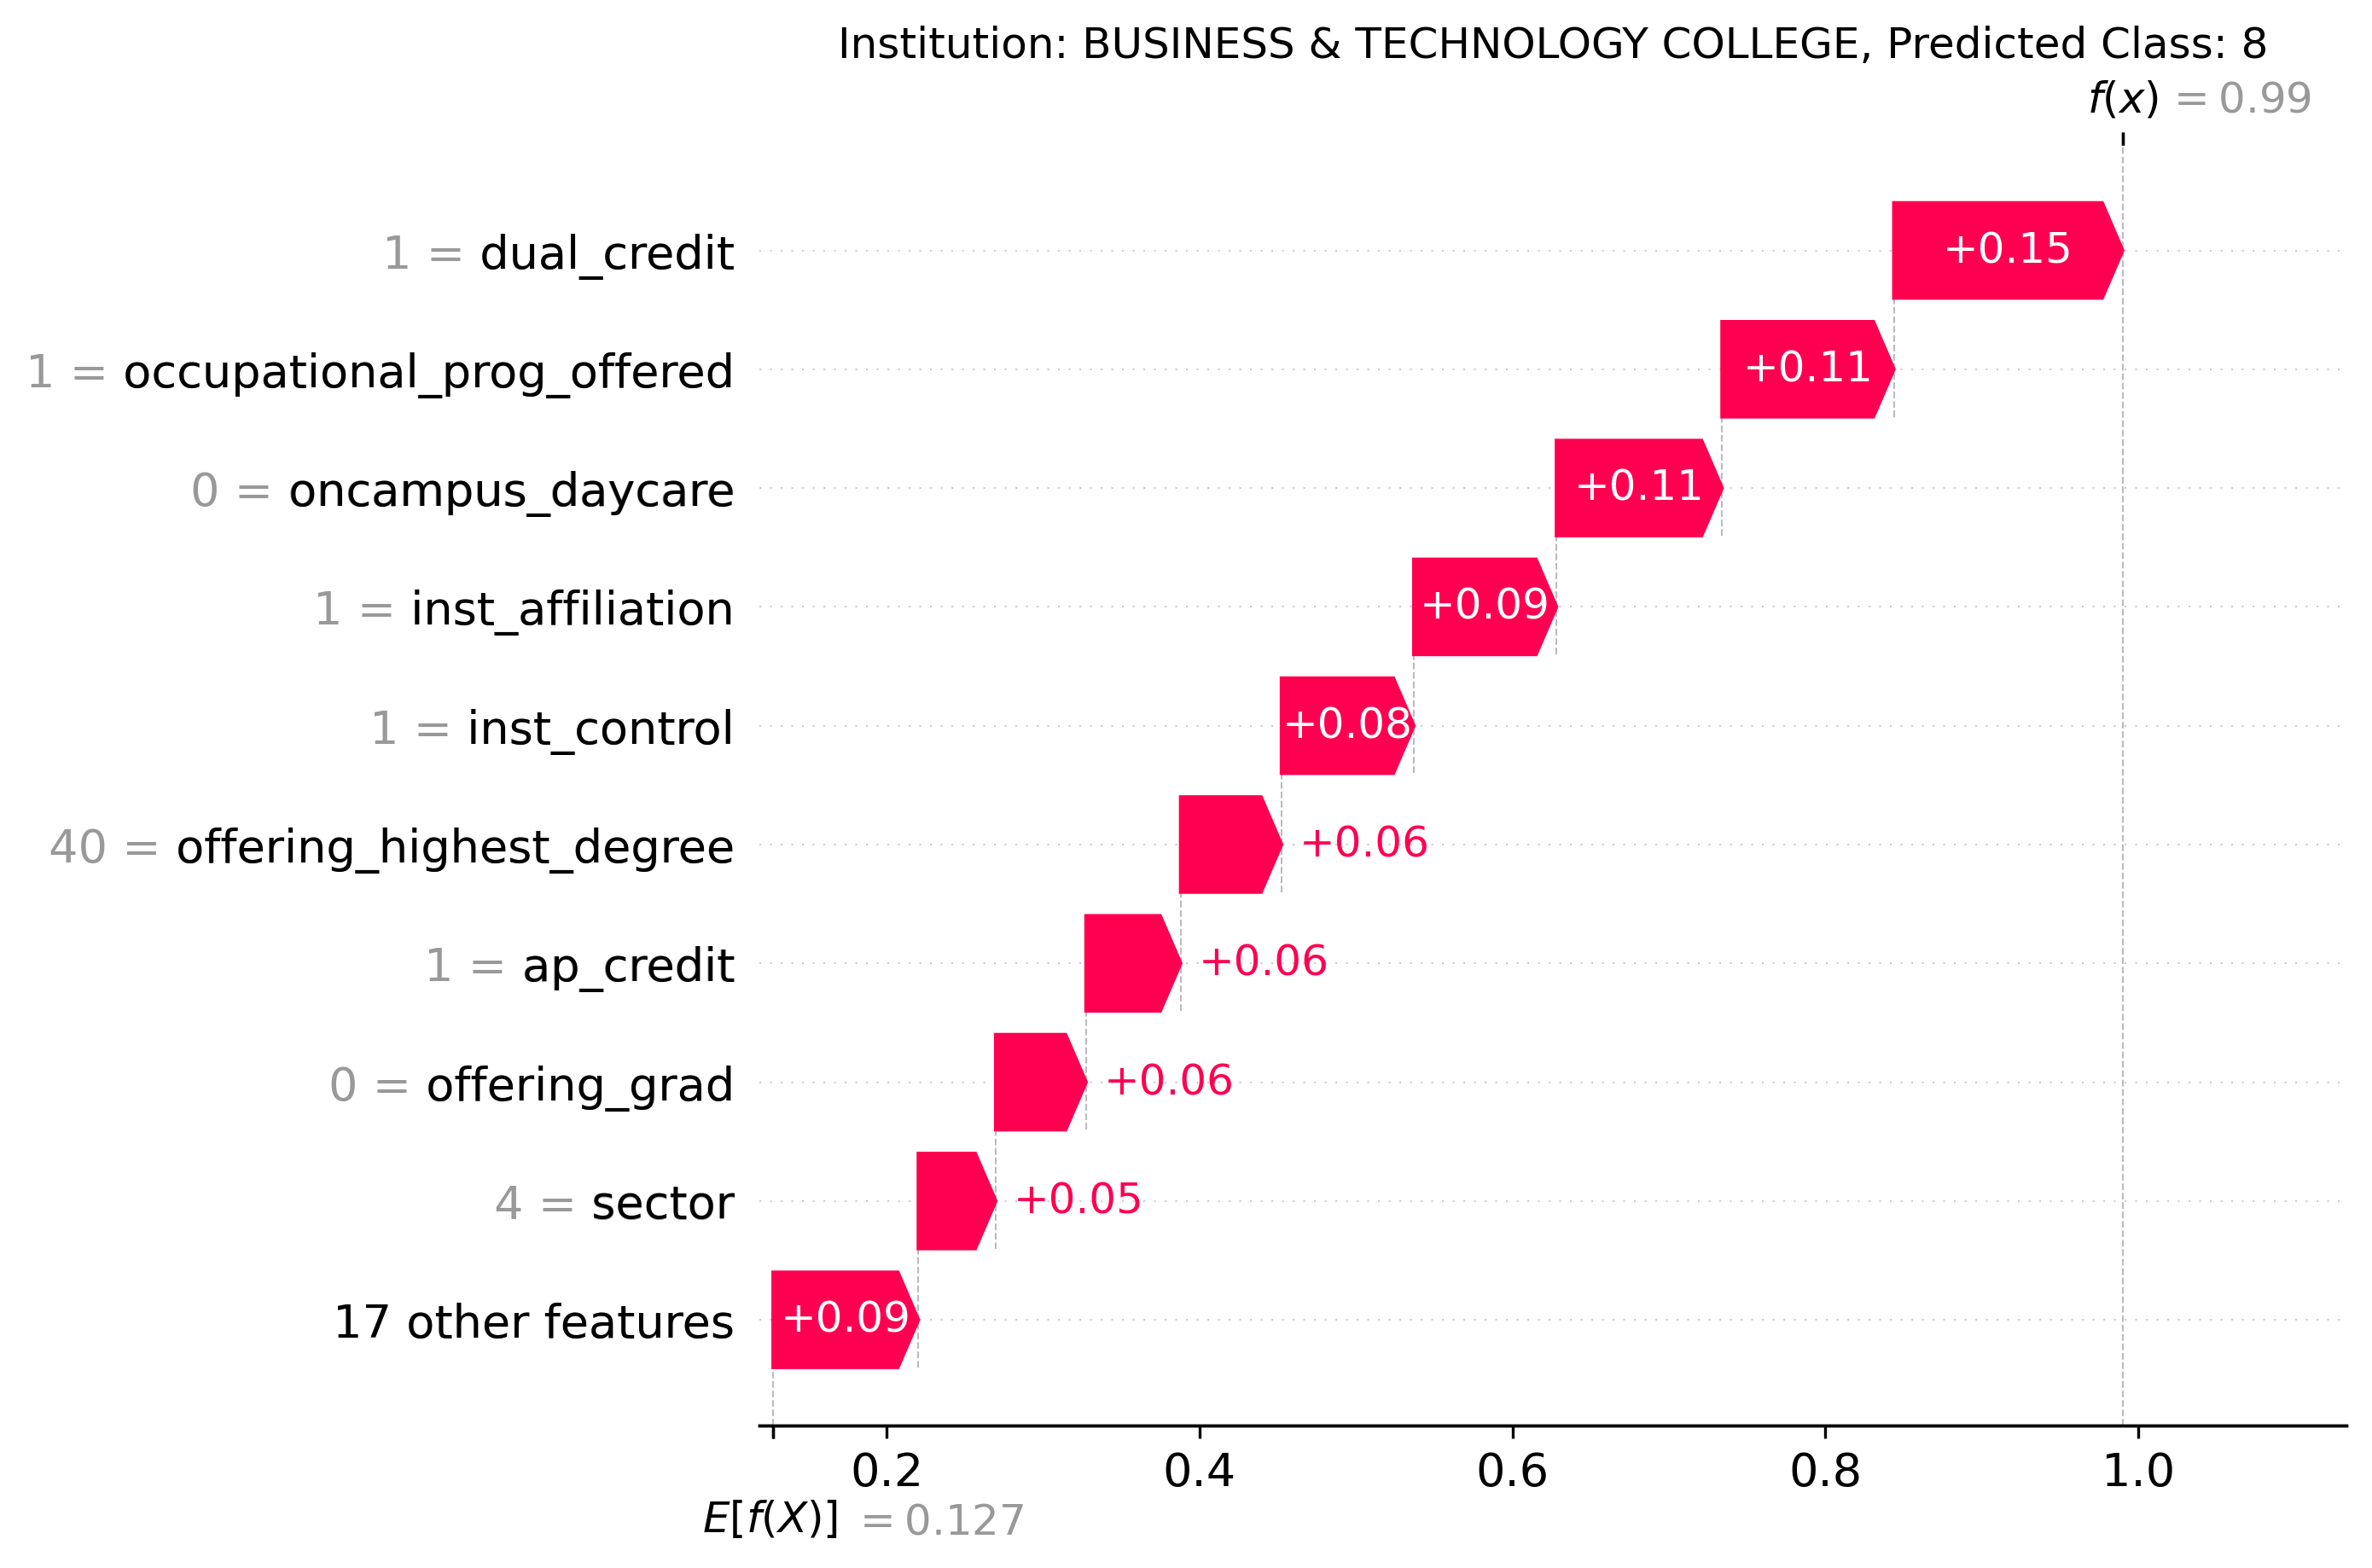 Institution: BUSINESS & TECHNOLOGY COLLEGE, Predicted Class: 8
f(x) = 0.99
1 = dual_credit +0.15
1 = occupational_prog_offered +0.11
0 = oncampus_daycare +0.11
1 = inst_affiliation +0.09
1 = inst_control +0.08
40 = offering_highest_degree +0.06
1 = ap_credit +0.06
0 = offering_grad +0.06
4 = sector +0.05
17 other features +0.09
0.2 0.4 0.6 0.8 1.0
E[f(X)] = 0.127